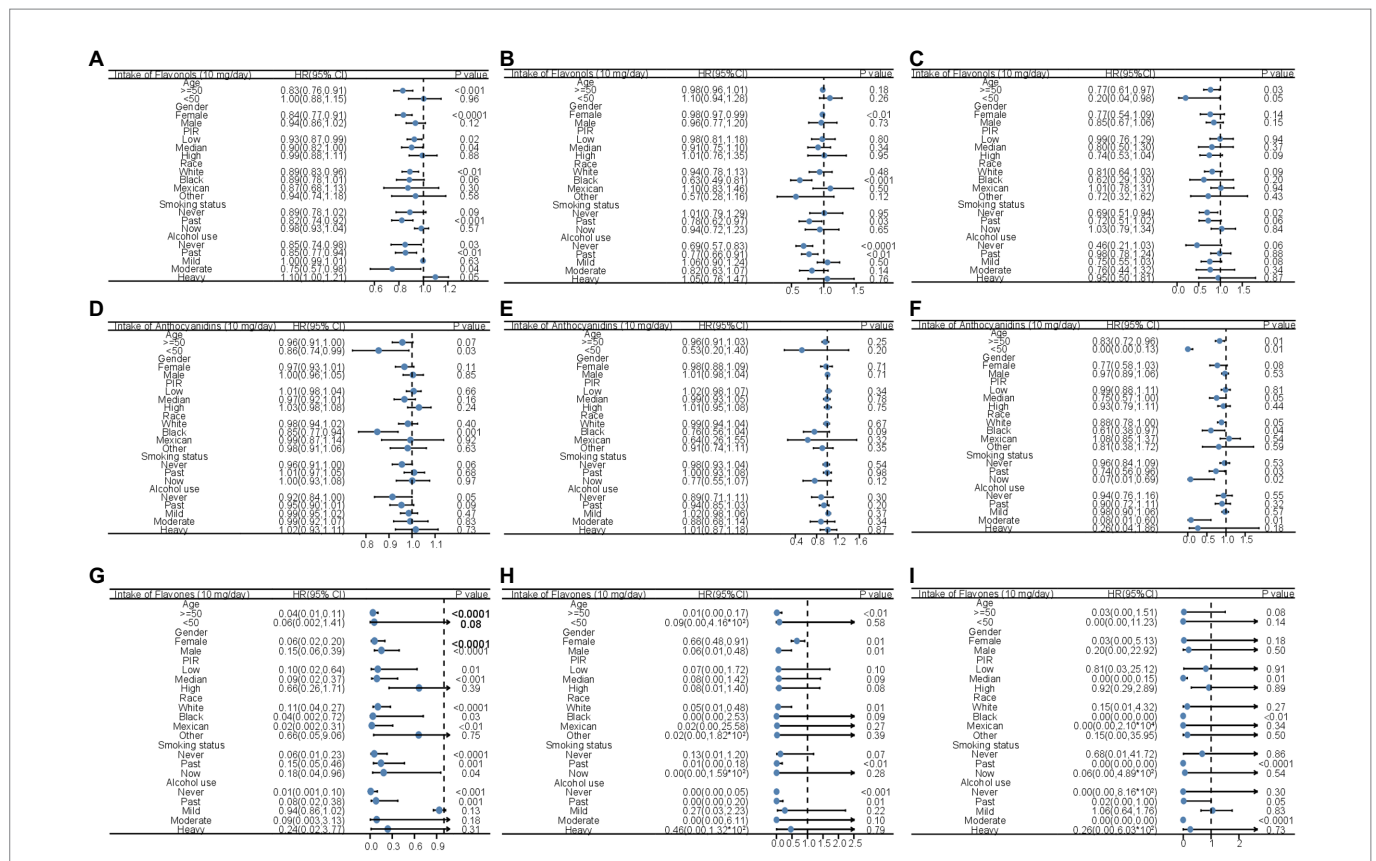 A
Intake of Flavonols (10 mg/day) HR(95% CI) P value
Age
>=50 0.83(0.76,0.91) <0.001
<50 1.00(0.88,1.15) 0.96
Gender
Female 0.84(0.77,0.91) <0.0001
Male 0.94(0.86,1.02) 0.12
PIR
Low 0.93(0.87,0.99) 0.02
Median 0.90(0.82,1.00) 0.04
High 0.99(0.88,1.11) 0.88
Race
White 0.89(0.83,0.96) <0.01
Black 0.89(0.78,1.01) 0.06
Mexican 0.87(0.68,1.13) 0.30
Other 0.94(0.74,1.18) 0.58
Smoking status
Never 0.89(0.78,1.02) 0.09
Past 0.82(0.74,0.92) <0.001
Now 0.98(0.93,1.04) 0.57
Alcohol use
Never 0.85(0.74,0.98) 0.03
Past 0.85(0.77,0.94) <0.01
Mild 1.00(0.99,1.01) 0.63
Moderate 0.75(0.57,0.98) 0.04
Heavy 1.10(1.00,1.21) 0.05
0.6 0.8 1.0 1.2
B
Intake of Flavonols (10 mg/day) HR(95%CI) P value
Age
>=50 0.98(0.96,1.01) 0.18
<50 1.10(0.94,1.28) 0.26
Gender
Female 0.98(0.97,0.99) <0.01
Male 0.96(0.77,1.20) 0.73
PIR
Low 0.98(0.81,1.18) 0.80
Median 0.91(0.75,1.10) 0.34
High 1.01(0.76,1.35) 0.95
Race
White 0.94(0.78,1.13) 0.48
Black 0.63(0.49,0.81) <0.001
Mexican 1.10(0.83,1.46) 0.50
Other 0.57(0.28,1.16) 0.12
Smoking status
Never 1.01(0.79,1.29) 0.95
Past 0.78(0.62,0.97) 0.03
Now 0.94(0.72,1.23) 0.65
Alcohol use
Never 0.69(0.57,0.83) <0.0001
Past 0.77(0.66,0.91) <0.01
Mild 1.06(0.90,1.24) 0.50
Moderate 0.82(0.63,1.07) 0.14
Heavy 1.05(0.76,1.47) 0.76
0.5 1.0 1.5
C
Intake of Flavonols (10 mg/day) HR(95%CI) P value
Age
>=50 0.77(0.61,0.97) 0.03
<50 0.20(0.04,0.98) 0.05
Gender
Female 0.77(0.54,1.09) 0.14
Male 0.85(0.67,1.06) 0.15
PIR
Low 0.99(0.76,1.29) 0.94
Median 0.80(0.50,1.30) 0.37
High 0.74(0.53,1.04) 0.09
Race
White 0.81(0.64,1.03) 0.09
Black 0.62(0.29,1.30) 0.20
Mexican 1.01(0.78,1.31) 0.94
Other 0.72(0.32,1.62) 0.43
Smoking status
Never 0.69(0.51,0.94) 0.02
Past 0.72(0.51,1.02) 0.06
Now 1.03(0.79,1.34) 0.84
Alcohol use
Never 0.46(0.21,1.03) 0.06
Past 0.98(0.78,1.24) 0.88
Mild 0.75(0.55,1.03) 0.08
Moderate 0.76(0.44,1.32) 0.34
Heavy 0.95(0.50,1.81) 0.87
0.0 0.5 1.0 1.5
D
Intake of Anthocyanidins (10 mg/day) HR(95% CI) P value
Age
>=50 0.96(0.91,1.00) 0.07
<50 0.86(0.74,0.99) 0.03
Gender
Female 0.97(0.93,1.01) 0.11
Male 1.00(0.96,1.05) 0.85
PIR
Low 1.01(0.98,1.04) 0.66
Median 0.97(0.92,1.01) 0.16
High 1.03(0.98,1.08) 0.24
Race
White 0.98(0.94,1.02) 0.40
Black 0.85(0.77,0.94) 0.001
Mexican 0.99(0.87,1.14) 0.92
Other 0.98(0.91,1.06) 0.63
Smoking status
Never 0.96(0.91,1.00) 0.06
Past 1.01(0.97,1.05) 0.68
Now 1.00(0.93,1.08) 0.97
Alcohol use
Never 0.92(0.84,1.00) 0.05
Past 0.95(0.90,1.01) 0.09
Mild 0.99(0.95,1.02) 0.47
Moderate 0.99(0.92,1.07) 0.83
Heavy 1.02(0.93,1.11) 0.73
0.8 0.9 1.0 1.1
E
Intake of Anthocyanidins (10 mg/day) HR(95%CI) P value
Age
>=50 0.96(0.91,1.03) 0.25
<50 0.53(0.20,1.40) 0.20
Gender
Female 0.98(0.88,1.09) 0.71
Male 1.01(0.98,1.04) 0.71
PIR
Low 1.02(0.98,1.07) 0.34
Median 0.99(0.93,1.05) 0.78
High 1.01(0.95,1.08) 0.75
Race
White 0.99(0.94,1.04) 0.67
Black 0.76(0.56,1.04) 0.09
Mexican 0.64(0.26,1.55) 0.32
Other 0.91(0.74,1.11) 0.35
Smoking status
Never 0.98(0.93,1.04) 0.54
Past 1.00(0.93,1.08) 0.98
Now 0.77(0.55,1.07) 0.12
Alcohol use
Never 0.89(0.71,1.11) 0.30
Past 0.94(0.85,1.03) 0.20
Mild 1.02(0.98,1.06) 0.37
Moderate 0.88(0.68,1.14) 0.34
Heavy 1.01(0.87,1.18) 0.87
0.4 0.8 1.2 1.6
F
Intake of Anthocyanidins (10 mg/day) HR(95%CI) P value
Age
>=50 0.83(0.72,0.96) 0.01
<50 0.00(0.00,0.13) 0.01
Gender
Female 0.77(0.58,1.03) 0.08
Male 0.97(0.89,1.06) 0.53
PIR
Low 0.99(0.88,1.11) 0.81
Median 0.75(0.57,1.00) 0.05
High 0.93(0.79,1.11) 0.44
Race
White 0.88(0.78,1.00) 0.05
Black 0.61(0.38,0.97) 0.04
Mexican 1.08(0.85,1.37) 0.54
Other 0.81(0.38,1.72) 0.59
Smoking status
Never 0.96(0.84,1.09) 0.53
Past 0.74(0.56,0.96) 0.03
Now 0.07(0.01,0.69) 0.02
Alcohol use
Never 0.94(0.76,1.16) 0.55
Past 0.90(0.72,1.11) 0.32
Mild 0.98(0.90,1.06) 0.57
Moderate 0.08(0.01,0.60) 0.01
Heavy 0.26(0.04,1.86) 0.18
0.0 0.5 1.0 1.5
G
Intake of Flavones (10 mg/day) HR(95% CI) P value
Age
>=50 0.04(0.01,0.11) <0.0001
<50 0.06(0.002,1.41) 0.08
Gender
Female 0.06(0.02,0.20) <0.0001
Male 0.15(0.06,0.39) <0.0001
PIR
Low 0.10(0.02,0.64) 0.01
Median 0.09(0.02,0.37) <0.001
High 0.66(0.26,1.71) 0.39
Race
White 0.11(0.04,0.27) <0.0001
Black 0.04(0.002,0.72) 0.03
Mexican 0.02(0.002,0.31) <0.01
Other 0.66(0.05,9.06) 0.75
Smoking status
Never 0.06(0.01,0.23) <0.0001
Past 0.15(0.05,0.46) 0.001
Now 0.18(0.04,0.96) 0.04
Alcohol use
Never 0.01(0.001,0.10) <0.001
Past 0.08(0.02,0.38) 0.001
Mild 0.94(0.86,1.02) 0.13
Moderate 0.09(0.003,3.13) 0.18
Heavy 0.24(0.02,3.77) 0.31
0.0 0.3 0.6 0.9
H
Intake of Flavones (10 mg/day) HR(95%CI) P value
Age
>=50 0.01(0.00,0.17) <0.01
<50 0.09(0.00,4.16*10²) 0.58
Gender
Female 0.66(0.48,0.91) 0.01
Male 0.06(0.01,0.48) 0.01
PIR
Low 0.07(0.00,1.72) 0.10
Median 0.08(0.00,1.42) 0.09
High 0.08(0.01,1.40) 0.08
Race
White 0.05(0.01,0.48) 0.01
Black 0.00(0.00,2.53) 0.09
Mexican 0.02(0.00,25.58) 0.27
Other 0.02(0.00,1.82*10²) 0.39
Smoking status
Never 0.13(0.01,1.20) 0.07
Past 0.01(0.00,0.18) <0.01
Now 0.00(0.00,1.59*10²) 0.28
Alcohol use
Never 0.00(0.00,0.05) <0.001
Past 0.00(0.00,0.20) 0.01
Mild 0.27(0.03,2.23) 0.22
Moderate 0.00(0.00,6.11) 0.10
Heavy 0.46(0.00,1.32*10²) 0.79
0.0 0.5 1.0 1.5 2.0 2.5
I
Intake of Flavones (10 mg/day) HR(95%CI) P value
Age
>=50 0.03(0.00,1.51) 0.08
<50 0.00(0.00,11.23) 0.14
Gender
Female 0.03(0.00,5.13) 0.18
Male 0.20(0.00,22.92) 0.50
PIR
Low 0.81(0.03,25.12) 0.91
Median 0.00(0.00,0.15) 0.01
High 0.92(0.29,2.89) 0.89
Race
White 0.15(0.01,4.32) 0.27
Black 0.00(0.00,0.00) <0.01
Mexican 0.00(0.00,2.10*10⁴) 0.34
Other 0.15(0.00,35.95) 0.50
Smoking status
Never 0.68(0.01,41.72) 0.86
Past 0.00(0.00,0.00) <0.0001
Now 0.06(0.00,4.89*10²) 0.54
Alcohol use
Never 0.00(0.00,8.16*10²) 0.30
Past 0.02(0.00,1.00) 0.05
Mild 1.06(0.64,1.76) 0.83
Moderate 0.00(0.00,0.00) <0.0001
Heavy 0.26(0.00,6.03*10²) 0.73
0 1 2